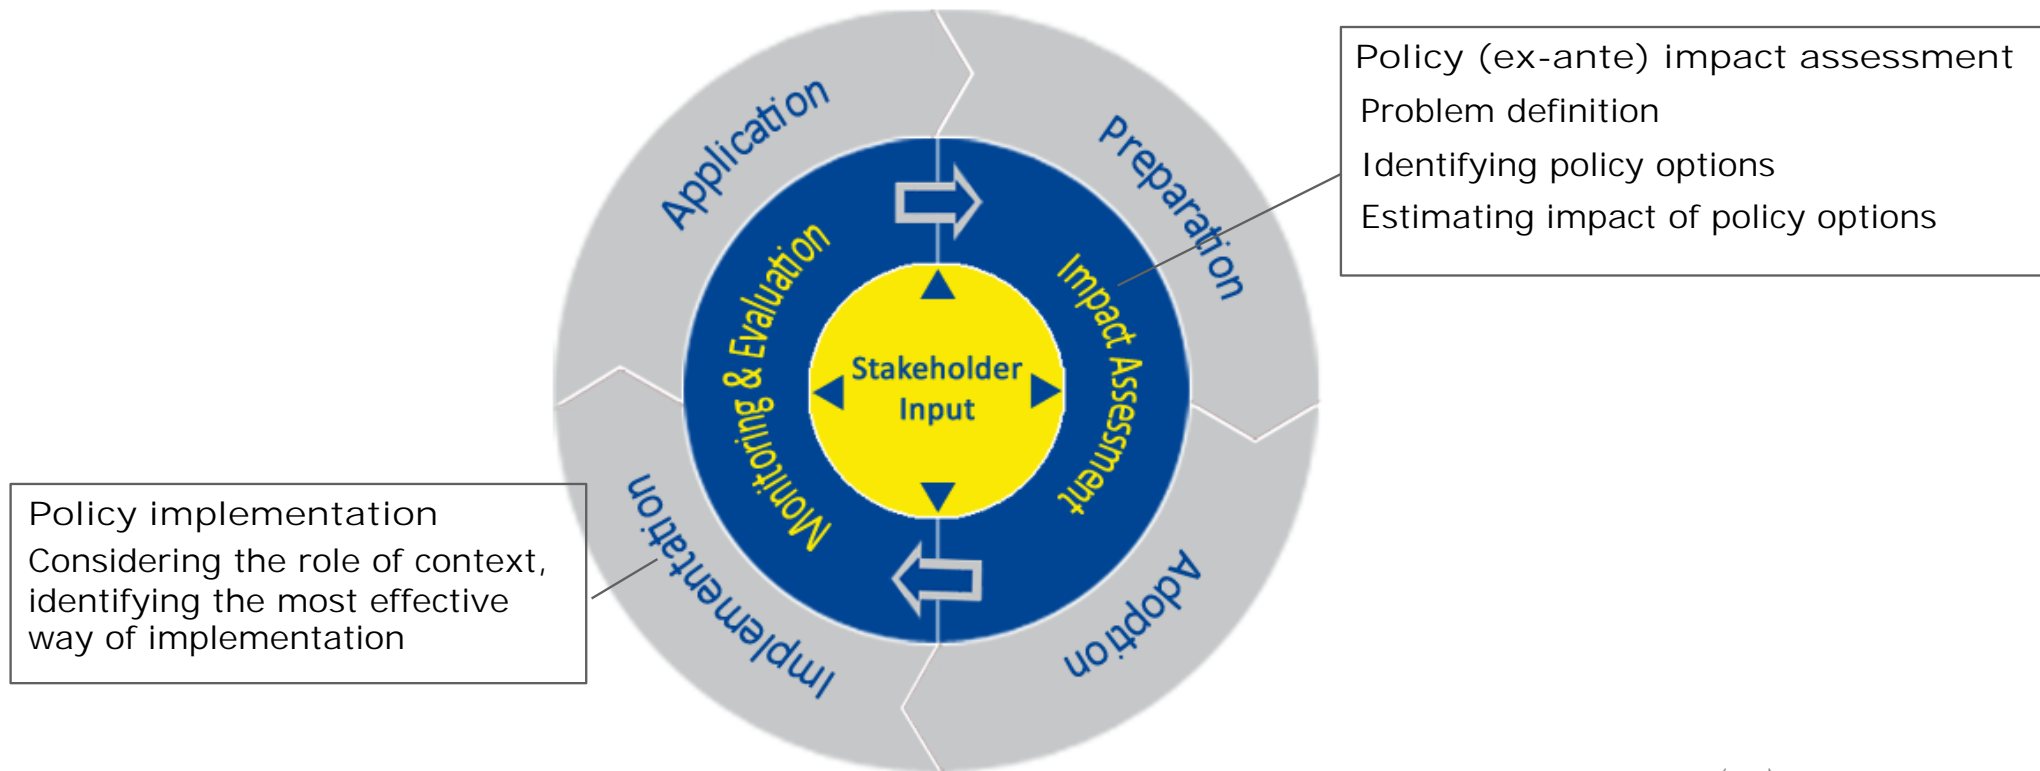 Policy (ex-ante) impact assessment
Problem definition
Identifying policy options
Estimating impact of policy options
Application
Preparation
Monitoring & Evaluation
Impact Assessment
Stakeholder
Input
Policy implementation
Considering the role of context,
identifying the most effective
way of implementation
Implementation
Adoption